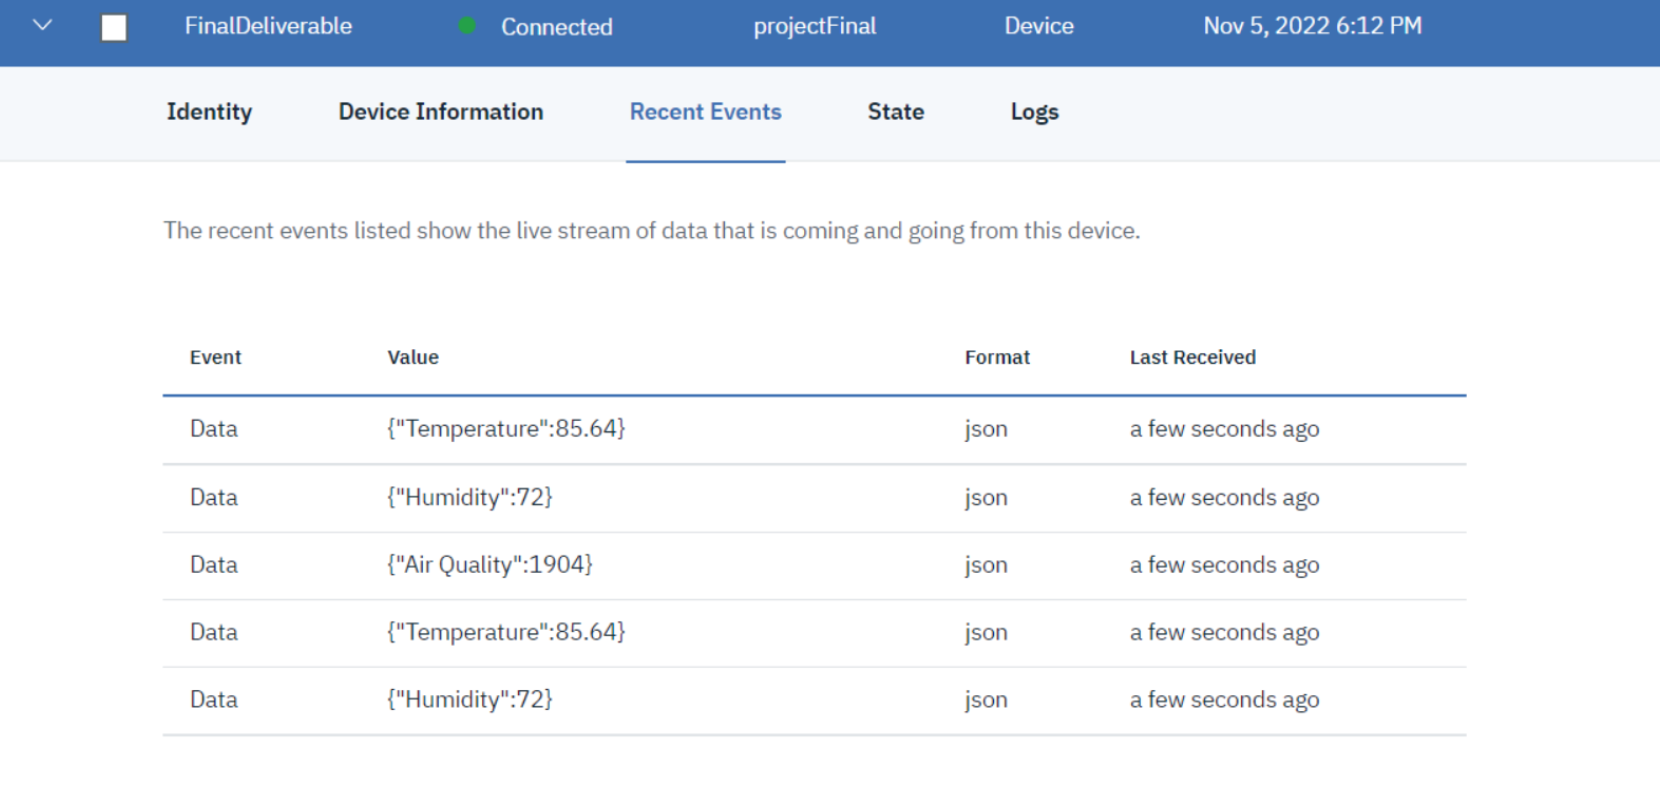 FinalDeliverable Connected projectFinal Device Nov 5, 2022 6:12 PM
Identity Device Information Recent Events State Logs
The recent events listed show the live stream of data that is coming and going from this device.
Event Value Format Last Received
Data {"Temperature":85.64} json a few seconds ago
Data {"Humidity":72} json a few seconds ago
Data {"Air Quality":1904} json a few seconds ago
Data {"Temperature":85.64} json a few seconds ago
Data {"Humidity":72} json a few seconds ago